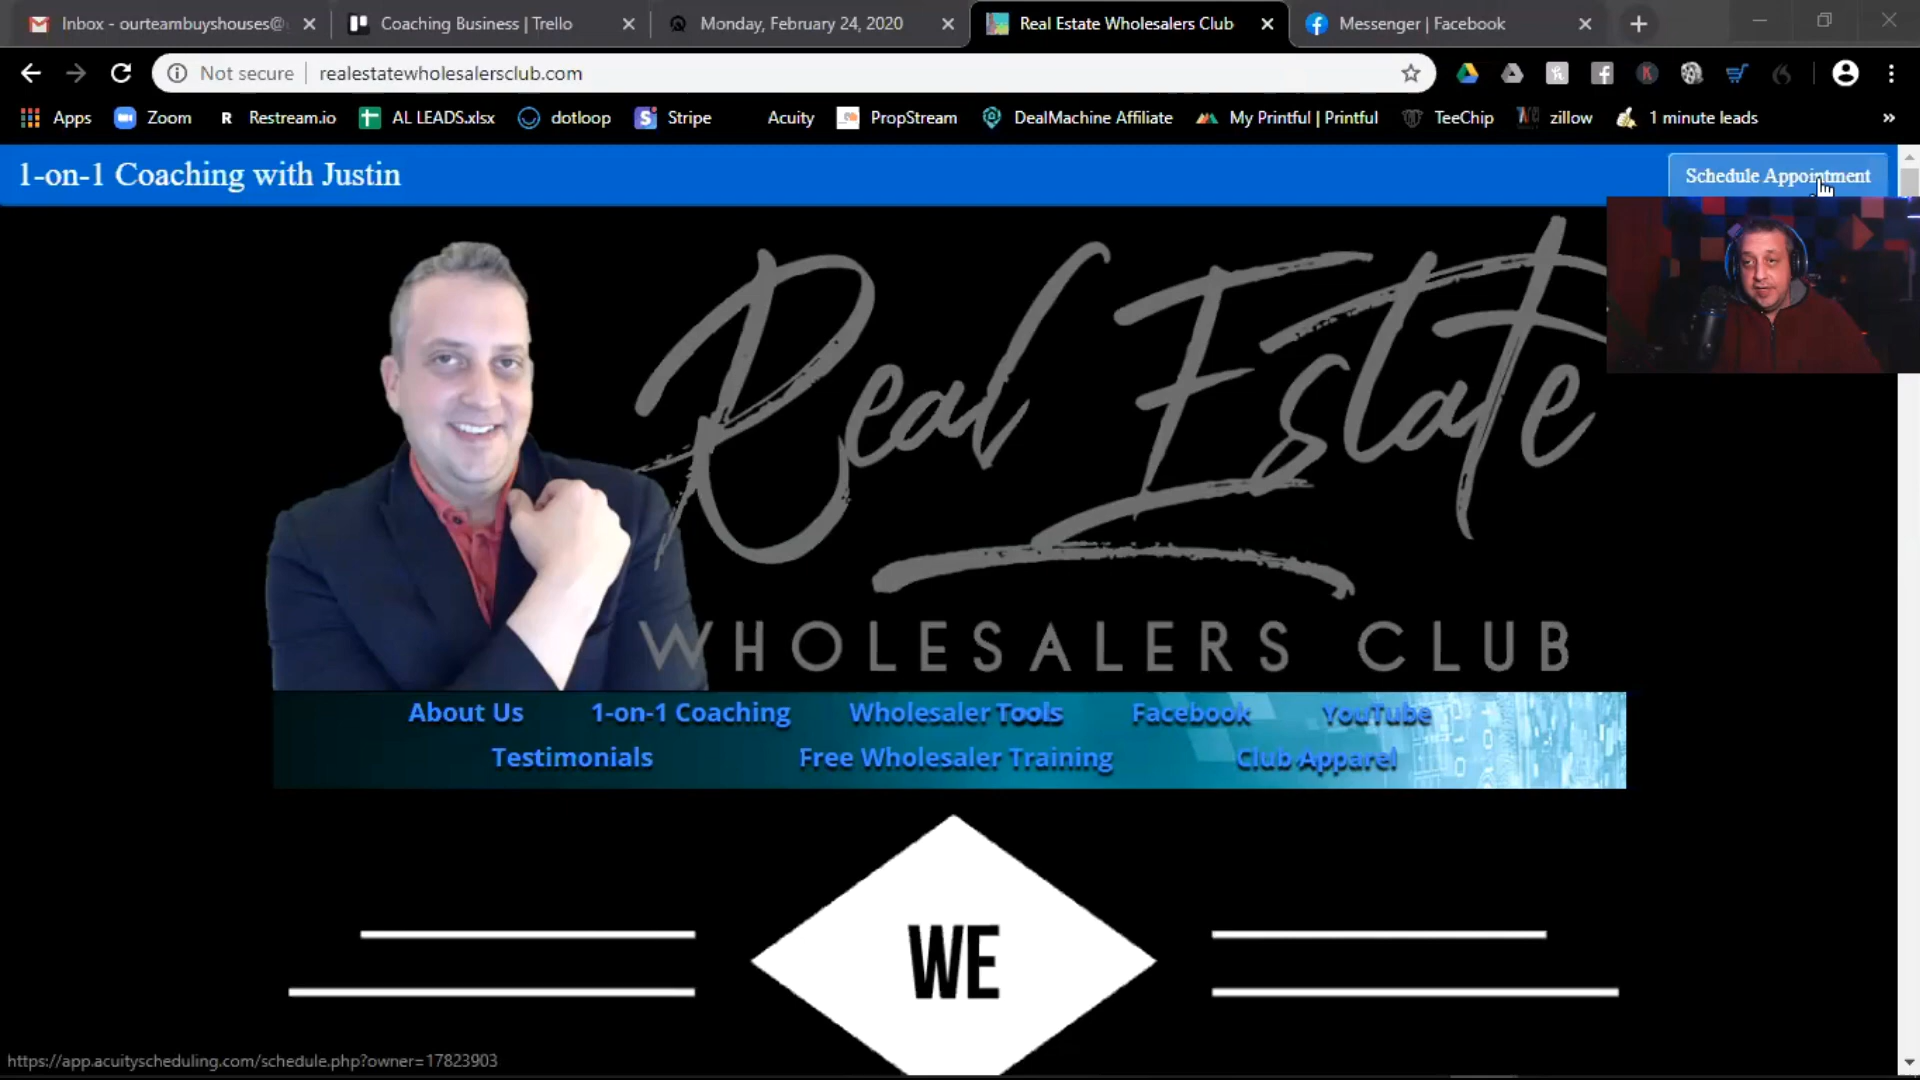 Inbox - ourteambuyshouses@
Coaching Business | Trello
Monday, February 24, 2020
Real Estate Wholesalers Club
Messenger | Facebook
Not secure
realestatewholesalersclub.com
Apps
Zoom
R Restream.io
AL LEADS.xlsx
dotloop
S Stripe
Acuity
PropStream
DealMachine Affiliate
My Printful | Printful
TeeChip
zillow
1 minute leads
»
1-on-1 Coaching with Justin
Schedule Appointment
Real Estate
WHOLESALERS CLUB
About Us 1-on-1 Coaching Wholesaler Tools Facebook YouTube
Testimonials Free Wholesaler Training Club Apparel
WE
https://app.acuityscheduling.com/schedule.php?owner=17823903